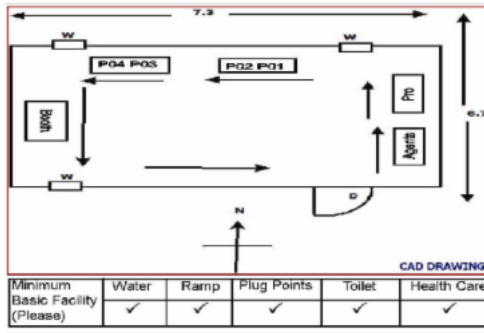 7.3
W
W
P04 P03
P02 P01
Pro
Booth
Agents
6.7
W
D
N
CAD DRAWING
Minimum Basic Facility (Please) Water Ramp Plug Points Toilet Health Care
✓ ✓ ✓ ✓ ✓